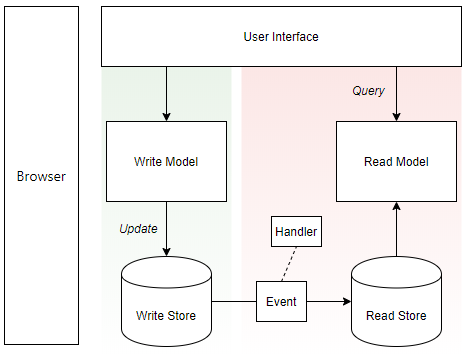 User Interface
Query
Browser
Write Model
Read Model
Update
Handler
Write Store
Event
Read Store